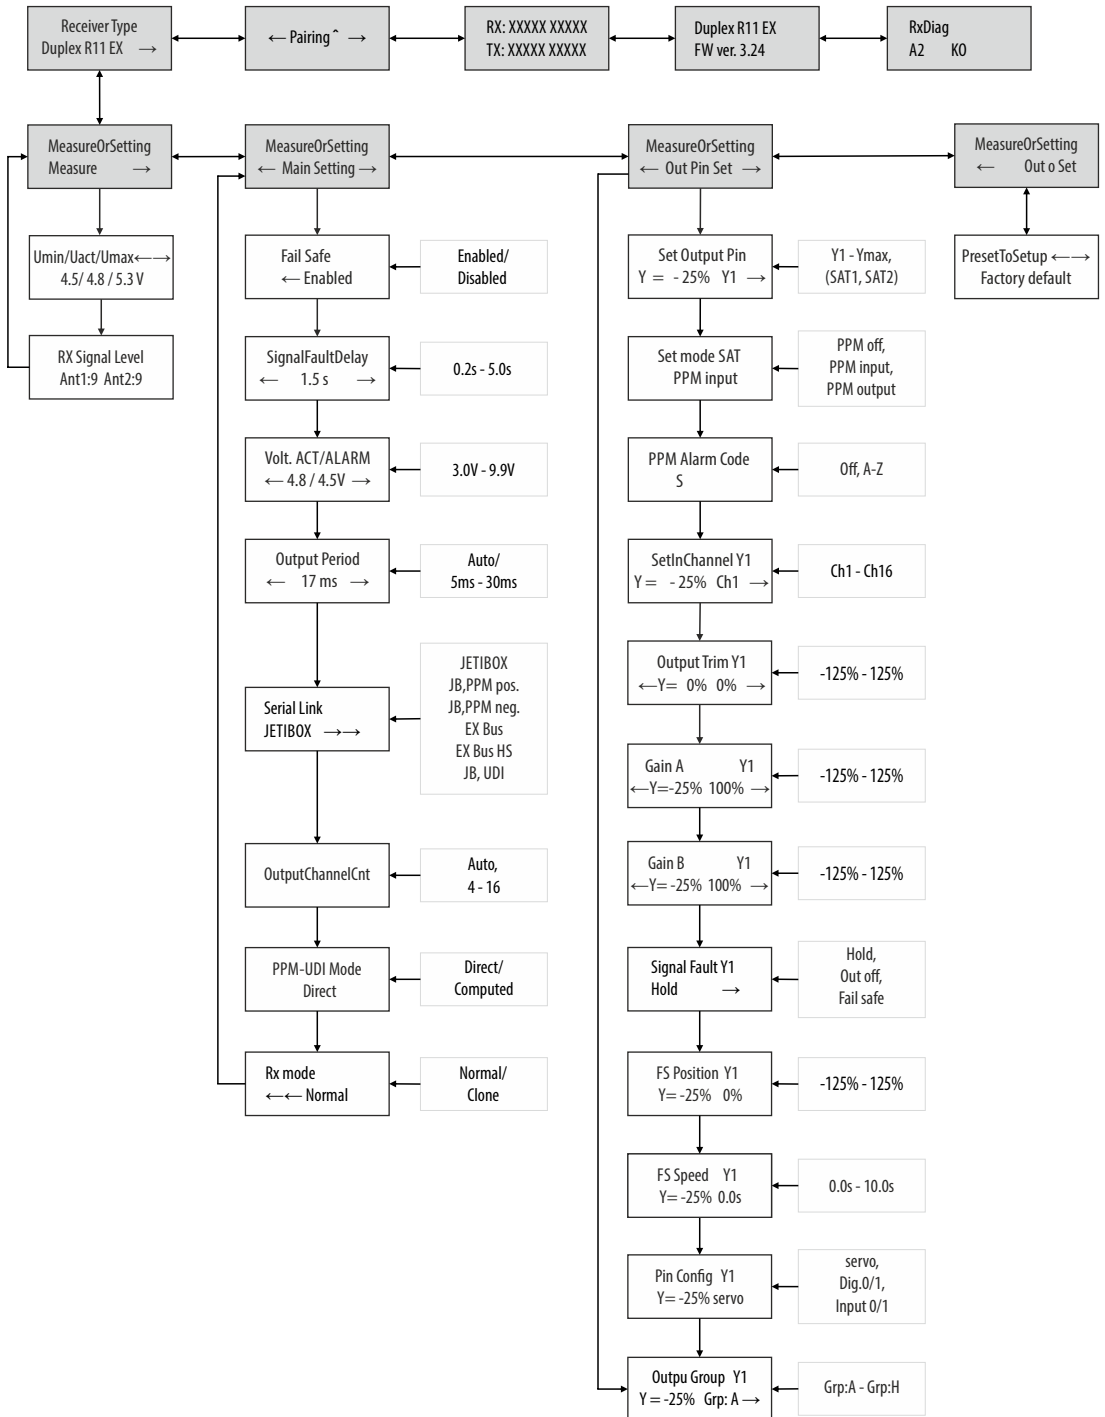 Receiver Type
Duplex R11 EX →
← Pairing ˆ →
RX: XXXXX XXXXX
TX: XXXXX XXXXX
Duplex R11 EX
FW ver. 3.24
RxDiag
A2 K0
MeasureOrSetting
Measure →
MeasureOrSetting
← Main Setting →
MeasureOrSetting
← Out Pin Set →
MeasureOrSetting
← Out o Set
Umin/Uact/Umax←→
4.5/ 4.8 / 5.3 V
RX Signal Level
Ant1:9 Ant2:9
Fail Safe
← Enabled
Enabled/
Disabled
SignalFaultDelay
← 1.5 s →
0.2s - 5.0s
Volt. ACT/ALARM
← 4.8 / 4.5V →
3.0V - 9.9V
Output Period
← 17 ms →
Auto/
5ms - 30ms
Serial Link
JETIBOX →→
JETIBOX
JB,PPM pos.
JB,PPM neg.
EX Bus
EX Bus HS
JB, UDI
OutputChannelCnt
Auto,
4 - 16
PPM-UDI Mode
Direct
Direct/
Computed
Rx mode
←← Normal
Normal/
Clone
Set Output Pin
Y = - 25% Y1 →
Y1 - Ymax,
(SAT1, SAT2)
Set mode SAT
PPM input
PPM off,
PPM input,
PPM output
PPM Alarm Code
S
Off, A-Z
SetInChannel Y1
Y = - 25% Ch1 →
Ch1 - Ch16
Output Trim Y1
←Y= 0% 0% →
-125% - 125%
Gain A Y1
←Y=-25% 100% →
-125% - 125%
Gain B Y1
←Y= -25% 100% →
-125% - 125%
Signal Fault Y1
Hold →
Hold,
Out off,
Fail safe
FS Position Y1
Y= -25% 0%
-125% - 125%
FS Speed Y1
Y= -25% 0.0s
0.0s - 10.0s
Pin Config Y1
Y= -25% servo
servo,
Dig.0/1,
Input 0/1
Outpu Group Y1
Y = -25% Grp: A →
Grp:A - Grp:H
PresetToSetup ←→
Factory default